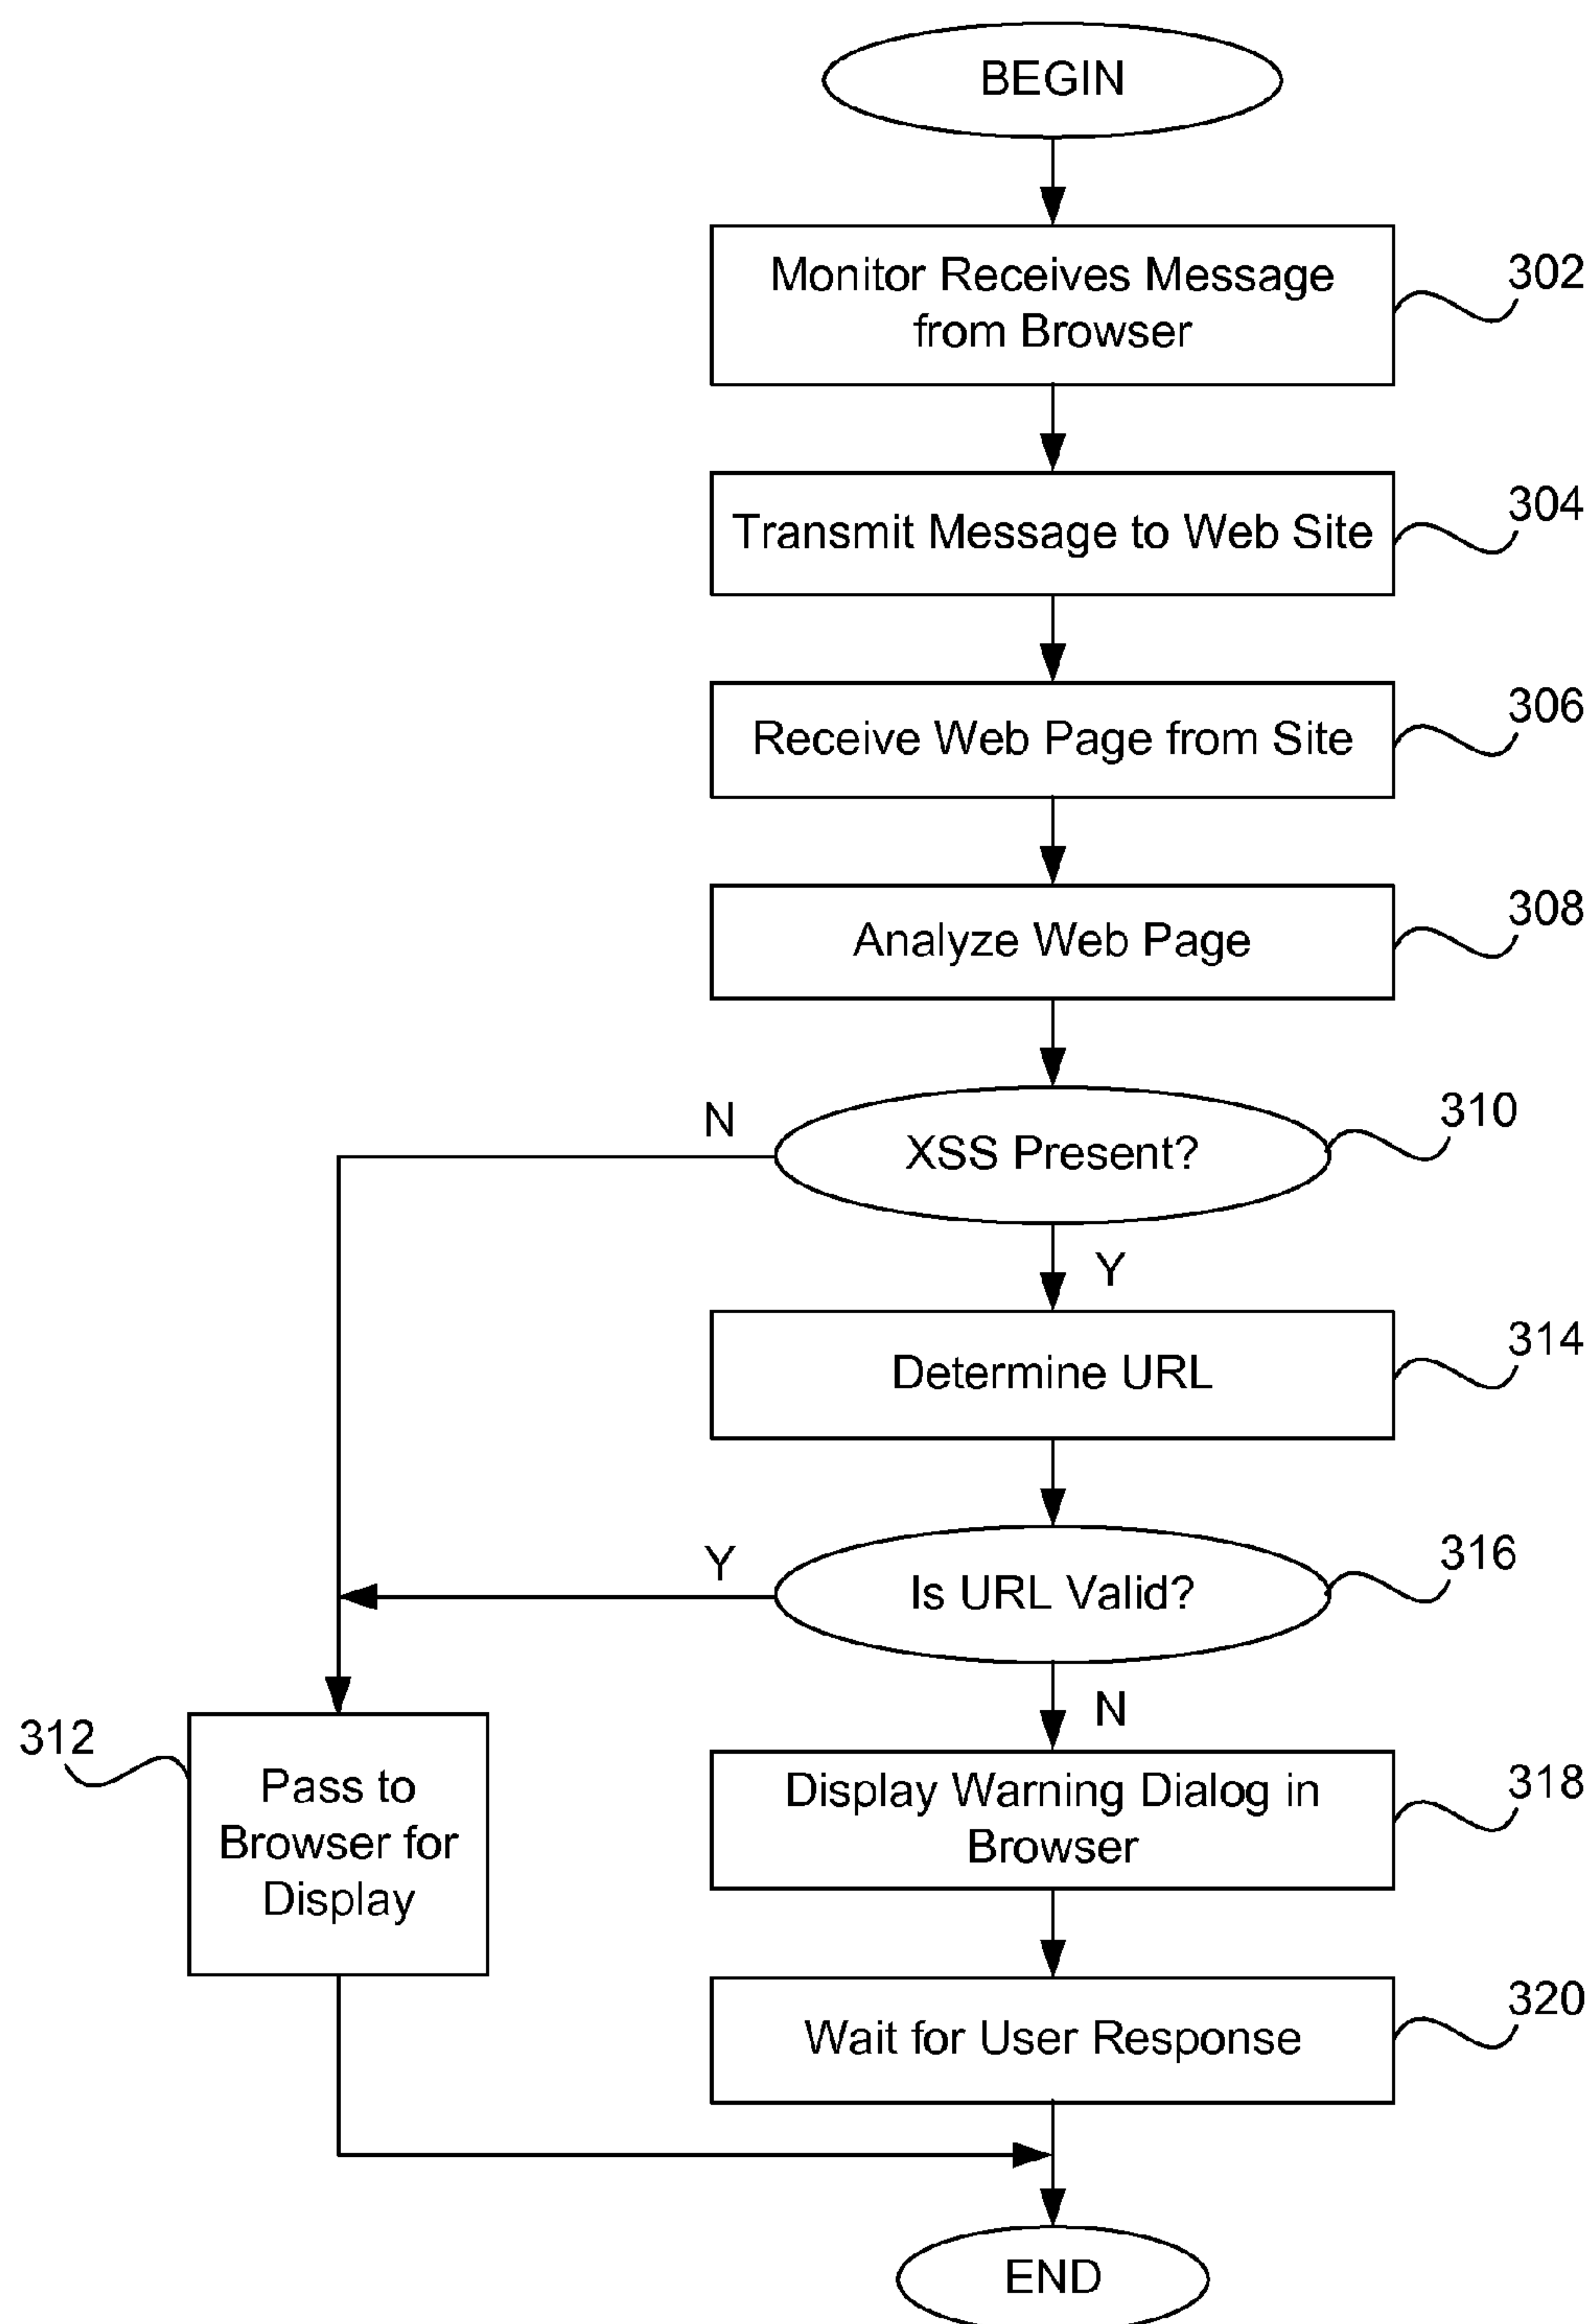 BEGIN
Monitor Receives Message
from Browser
302
Transmit Message to Web Site
304
Receive Web Page from Site
306
Analyze Web Page
308
N
XSS Present?
310
Y
Determine URL
314
Y
Is URL Valid?
316
N
312
Pass to
Browser for
Display
Display Warning Dialog in
Browser
318
Wait for User Response
320
END